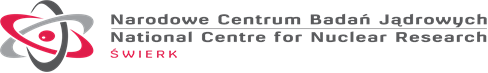 Narodowe Centrum Badań Jądrowych
National Centre for Nuclear Research
ŚWIERK